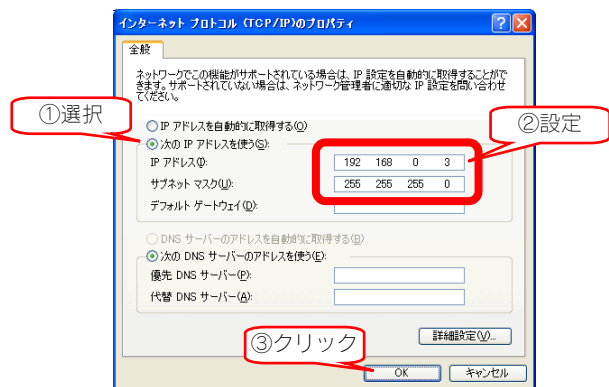 インターネット プロトコル (TCP/IP)のプロパティ
全般
ネットワークでこの機能がサポートされている場合は、IP 設定を自動的に取得することがで
きます。サポートされていない場合は、ネットワーク管理者に適切な IP 設定を問い合わせ
てください。
①選択
②設定
IP アドレスを自動的に取得する(O)
次の IP アドレスを使う(S):
IP アドレス(I): 192 168 0 3
サブネット マスク(U): 255 255 255 0
デフォルト ゲートウェイ(D):
DNS サーバーのアドレスを自動的に取得する(B)
次の DNS サーバーのアドレスを使う(E):
優先 DNS サーバー(P):
代替 DNS サーバー(A):
詳細設定(V)...
③クリック
OK キャンセル